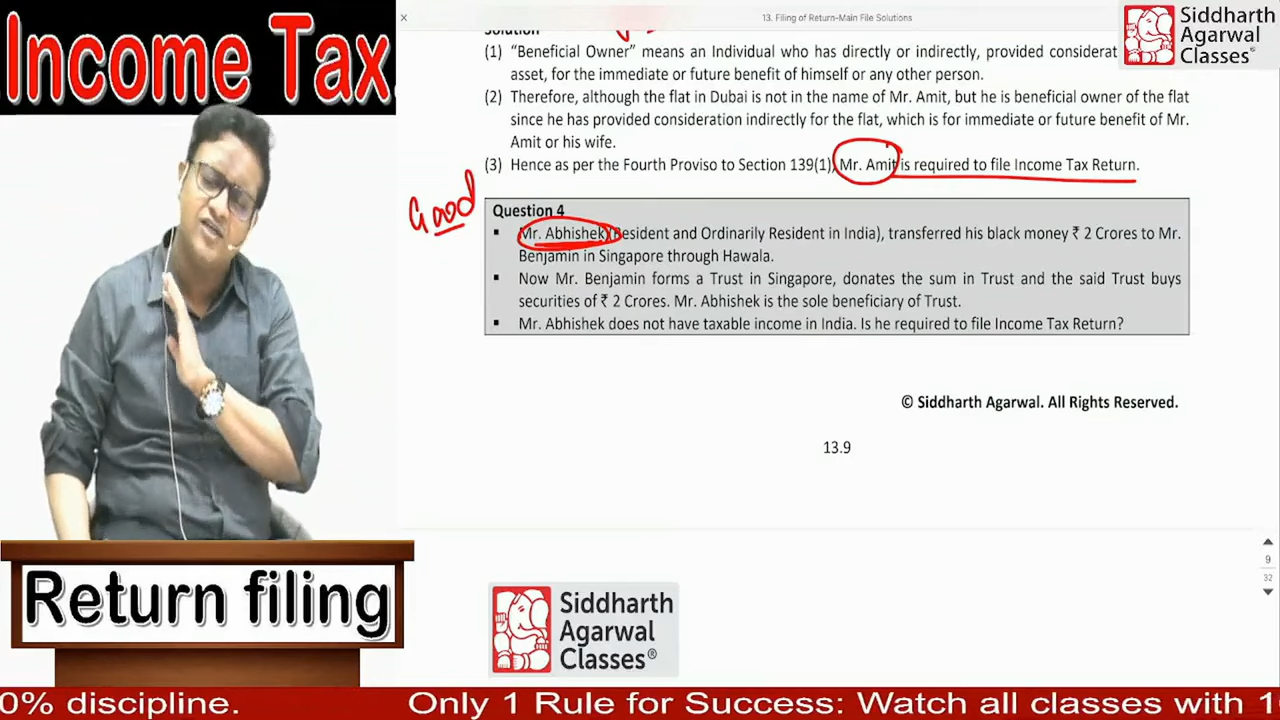 Income Tax
×
13. Filing of Return-Main File Solutions
Siddharth
Agarwal
Classes®
Solution
(1) “Beneficial Owner” means an Individual who has directly or indirectly, provided considerat
asset, for the immediate or future benefit of himself or any other person.
(2) Therefore, although the flat in Dubai is not in the name of Mr. Amit, but he is beneficial owner of the flat
since he has provided consideration indirectly for the flat, which is for immediate or future benefit of Mr.
Amit or his wife.
(3) Hence as per the Fourth Proviso to Section 139(1), Mr. Amit is required to file Income Tax Return.
Good
Question 4
▪ Mr. Abhishek (Resident and Ordinarily Resident in India), transferred his black money ₹ 2 Crores to Mr.
Benjamin in Singapore through Hawala.
▪ Now Mr. Benjamin forms a Trust in Singapore, donates the sum in Trust and the said Trust buys
securities of ₹ 2 Crores. Mr. Abhishek is the sole beneficiary of Trust.
▪ Mr. Abhishek does not have taxable income in India. Is he required to file Income Tax Return?
© Siddharth Agarwal. All Rights Reserved.
13.9
9
32
Return filing
Siddharth
Agarwal
Classes®
0% discipline. Only 1 Rule for Success: Watch all classes with 1